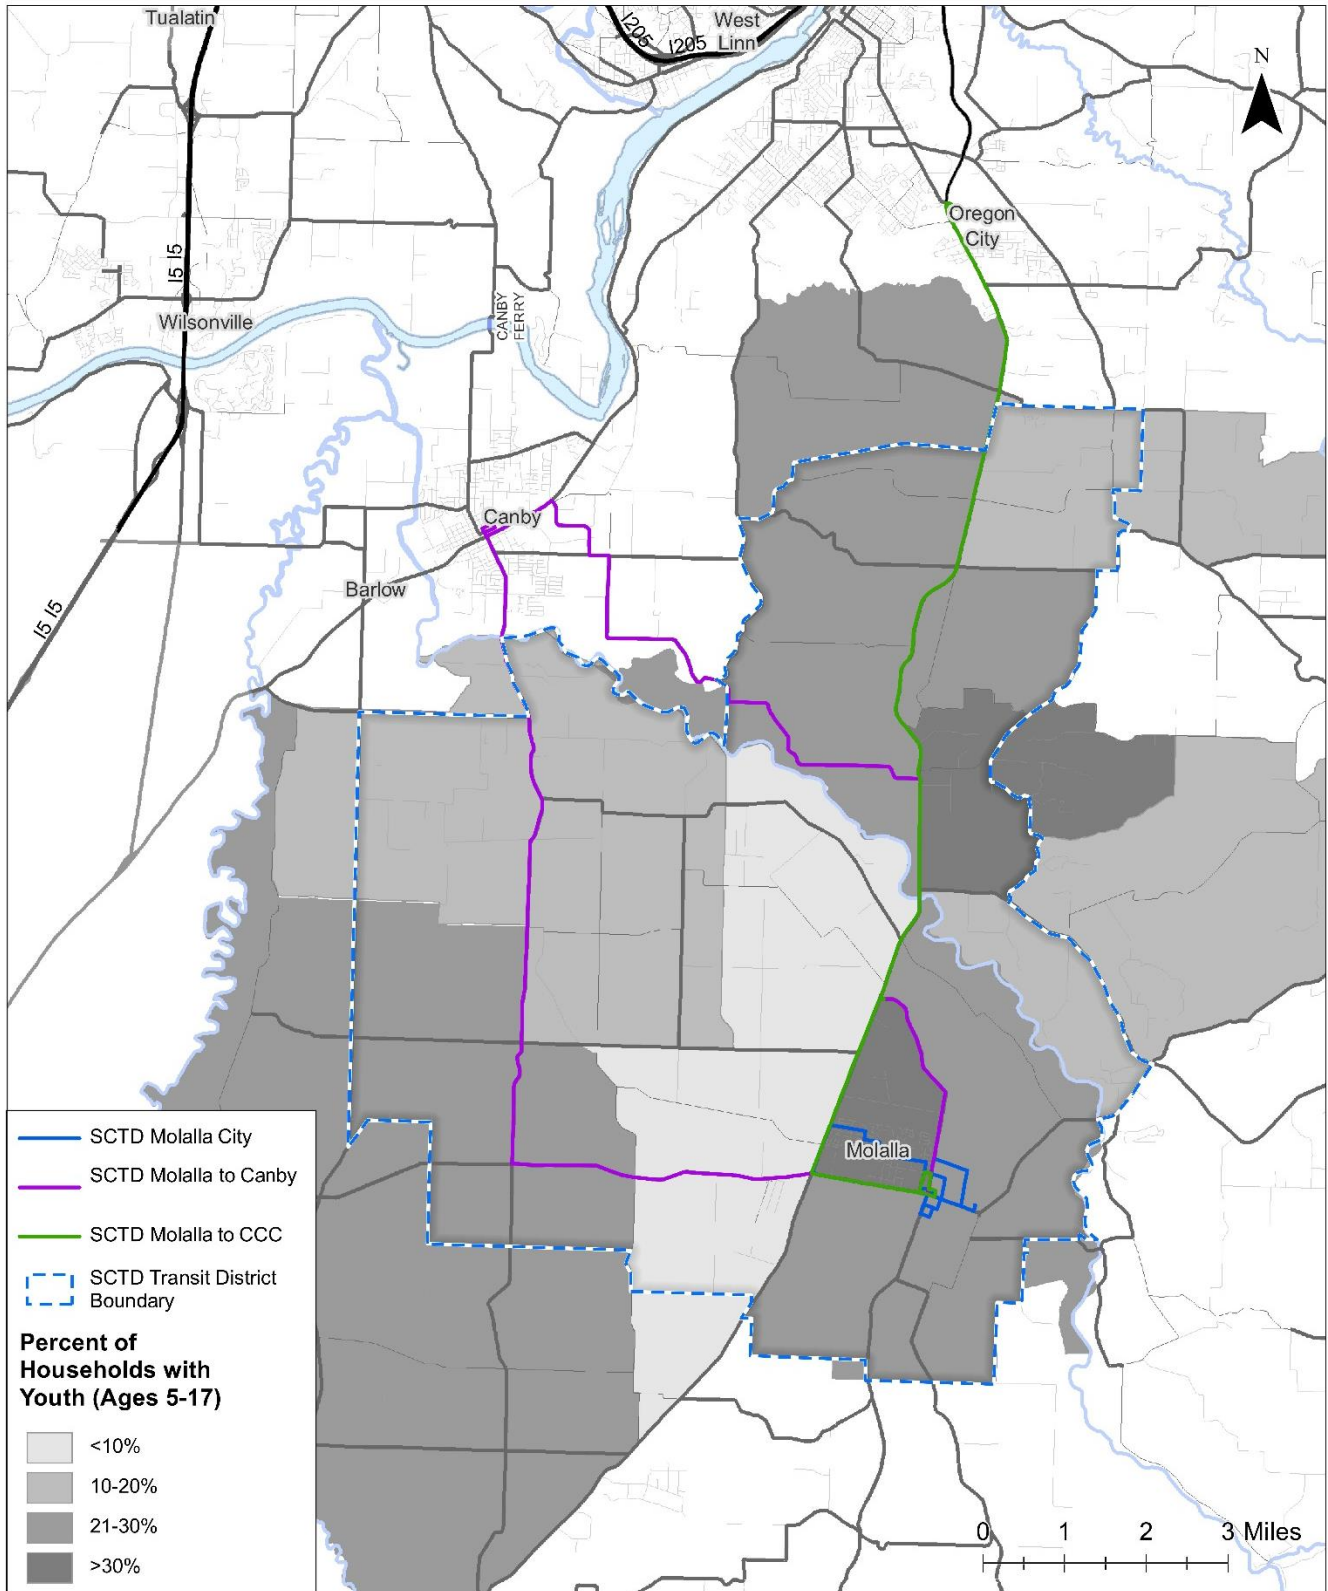 Tualatin
I205
I205
West
Linn
N
Oregon
City
I5 I5
CANBY
FERRY
Wilsonville
Canby
Barlow
I5 I5
Molalla
SCTD Molalla City
SCTD Molalla to Canby
SCTD Molalla to CCC
SCTD Transit District
Boundary
Percent of
Households with
Youth (Ages 5-17)
<10%
10-20%
21-30%
>30%
0 1 2 3 Miles